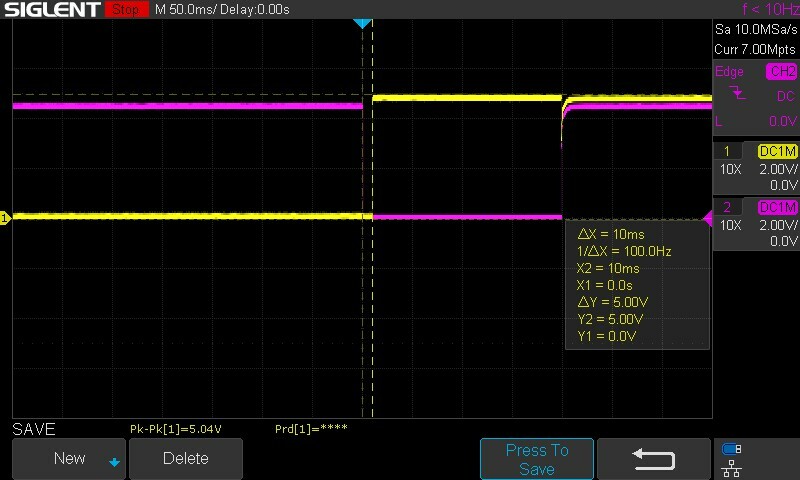 SIGLENT Stop M 50.0ms/ Delay:0.00s f < 10Hz
Sa 10.0MSa/s
Curr 7.00Mpts
Edge CH2
DC
L 0.0V
1 DC1M
10X 2.00V/
0.0V
2 DC1M
10X 2.00V/
0.0V
1
△X = 10ms
1/△X = 100.0Hz
X2 = 10ms
X1 = 0.0s
△Y = 5.00V
Y2 = 5.00V
Y1 = 0.0V
SAVE Pk-Pk[1]=5.04V Prd[1]=****
New Delete Press To
Save